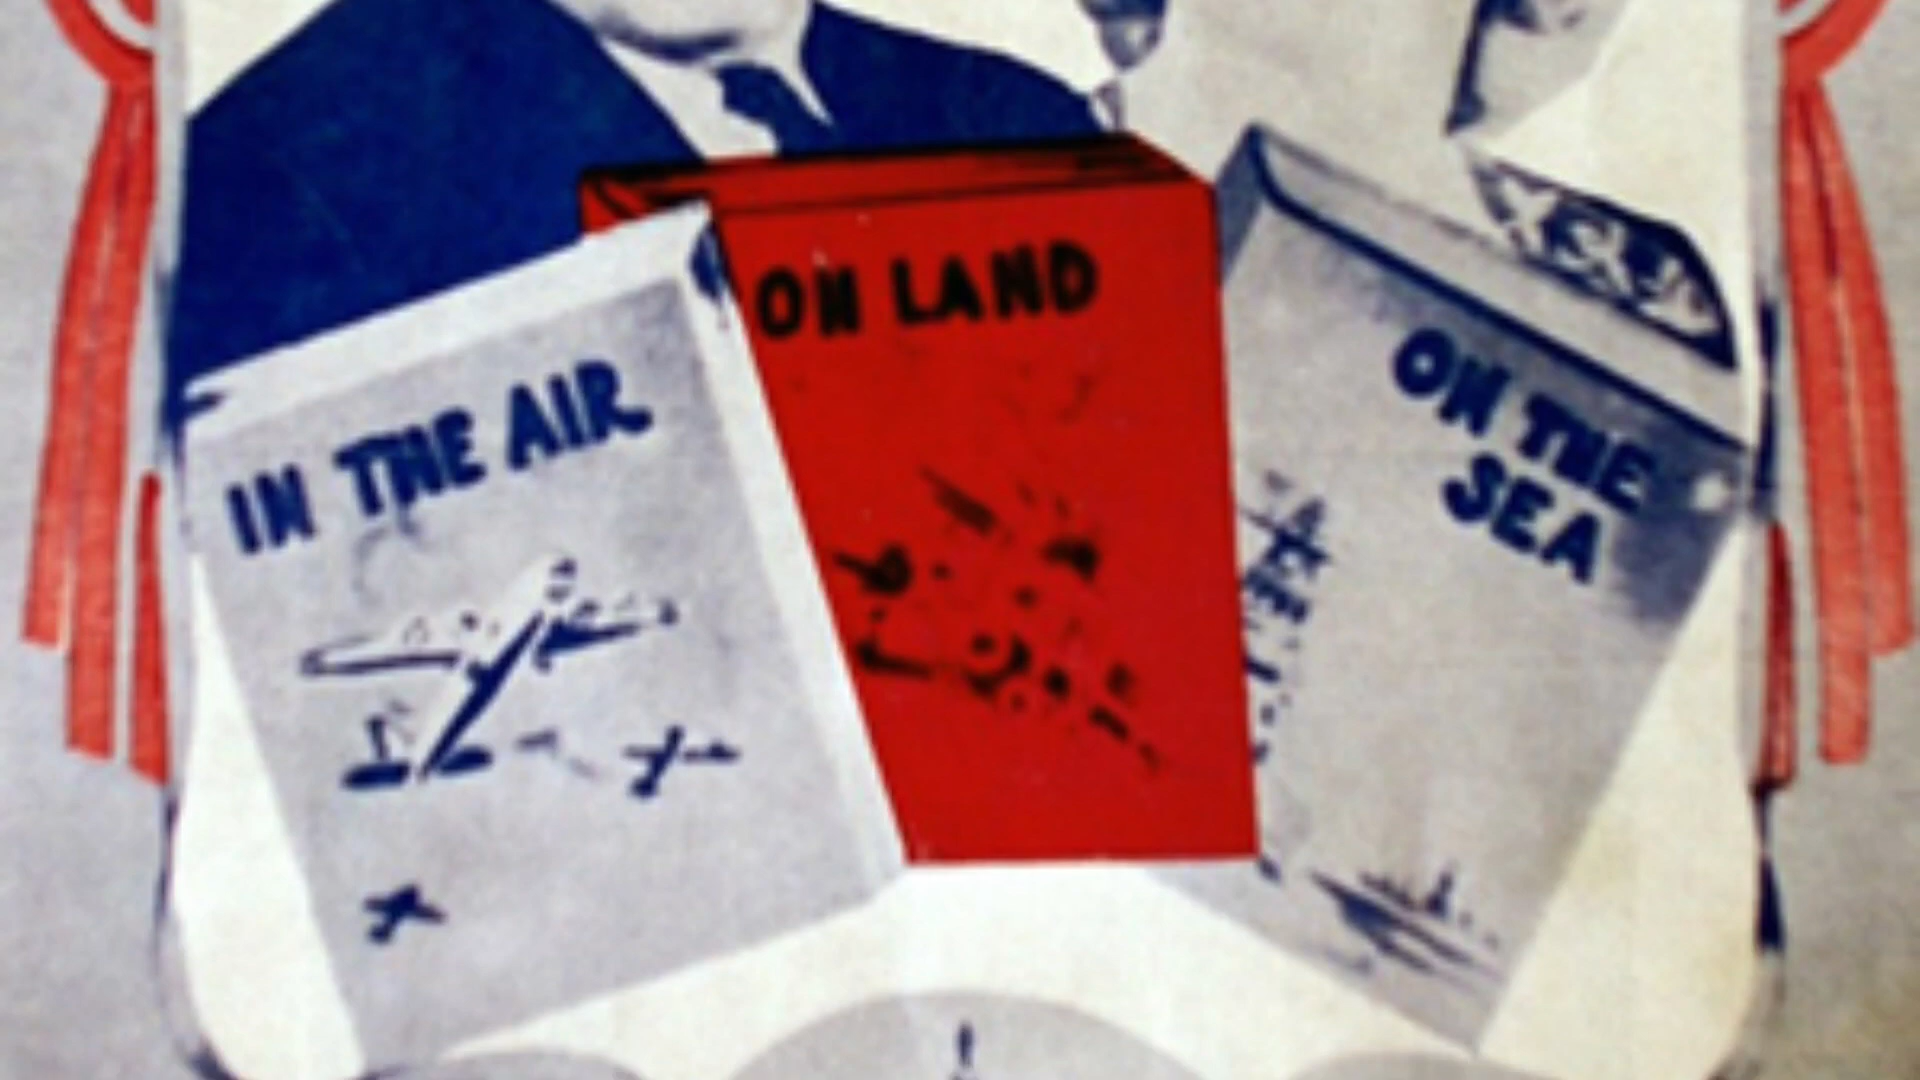 IN THE AIR
ON LAND
ON THE
SEA